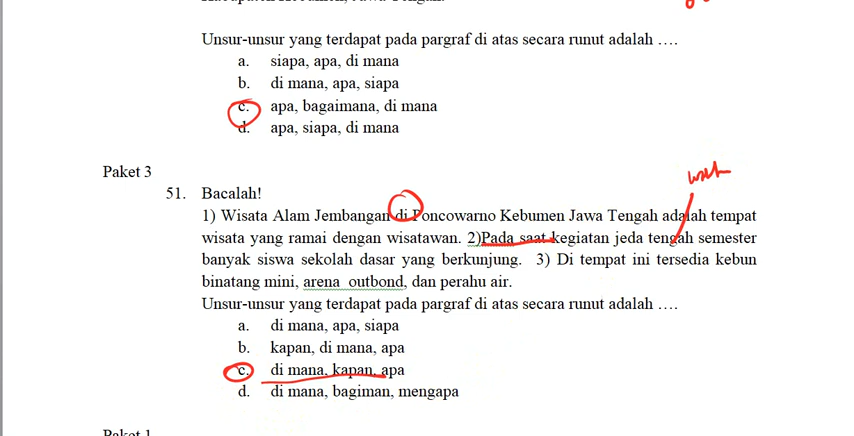 Unsur-unsur yang terdapat pada pargraf di atas secara runut adalah ….
a. siapa, apa, di mana
b. di mana, apa, siapa
c. apa, bagaimana, di mana
d. apa, siapa, di mana
Paket 3
51. Bacalah!
1) Wisata Alam Jembangan di Poncowarno Kebumen Jawa Tengah adalah tempat
wisata yang ramai dengan wisatawan. 2)Pada saat kegiatan jeda tengah semester
banyak siswa sekolah dasar yang berkunjung. 3) Di tempat ini tersedia kebun
binatang mini, arena outbond, dan perahu air.
Unsur-unsur yang terdapat pada pargraf di atas secara runut adalah ….
a. di mana, apa, siapa
b. kapan, di mana, apa
c. di mana, kapan, apa
d. di mana, bagiman, mengapa